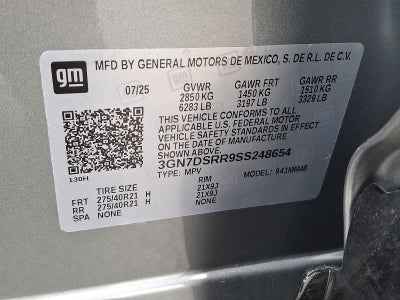 gm
MFD BY GENERAL MOTORS DE MEXICO, S. DE R.L. DE C.V.
07/25 GVWR GAWR FRT GAWR RR
2850 KG 1450 KG 1510 KG
6283 LB 3197 LB 3329 LB
THIS VEHICLE CONFORMS TO ALL
APPLICABLE U.S. FEDERAL MOTOR
VEHICLE SAFETY STANDARDS IN EFFECT
ON THE DATE OF MANUFACTURE
SHOWN ABOVE.
3GN7DSRR9SS248654
130H TYPE: MPV MODEL: 941MM48
TIRE SIZE RIM
FRT 275/40R21 H 21X9J
RR 275/40R21 H 21X9J
SPA NONE NONE